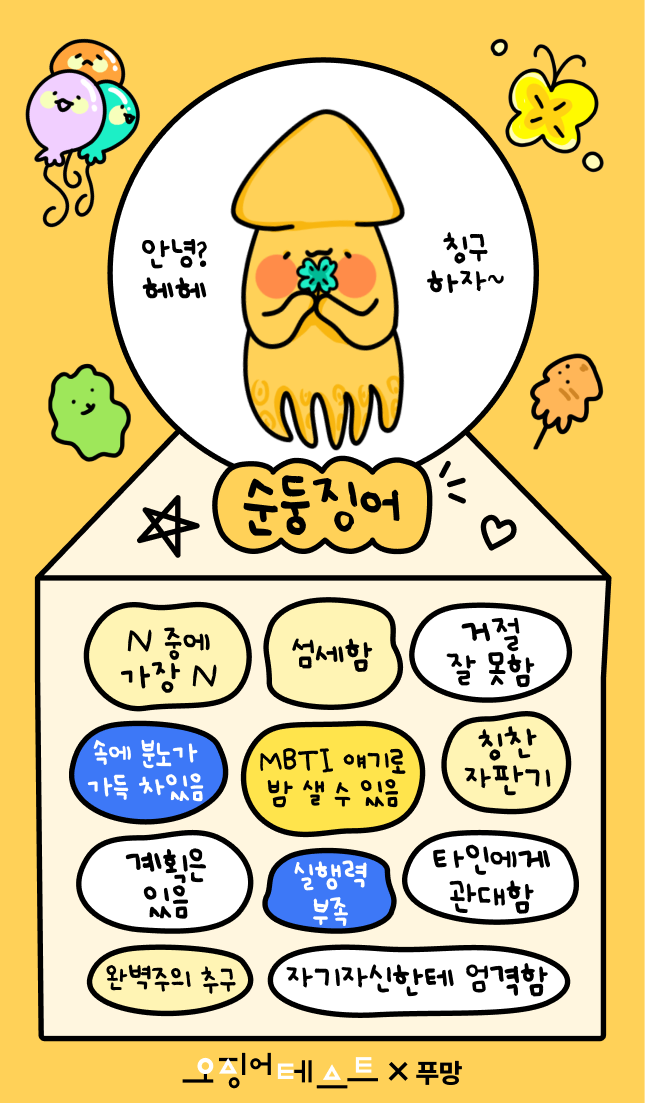 안녕?
헤헤
칭구
하자~
순둥징어
N 중에
가장 N
섬세함
거절
잘 못함
속에 분노가
가득 차있음
MBTI 얘기로
밤 샐 수 있음
칭찬
자판기
계획은
있음
실행력
부족
타인에게
관대함
완벽주의 추구
자기자신한테 엄격함
오징어테스트 × 푸망